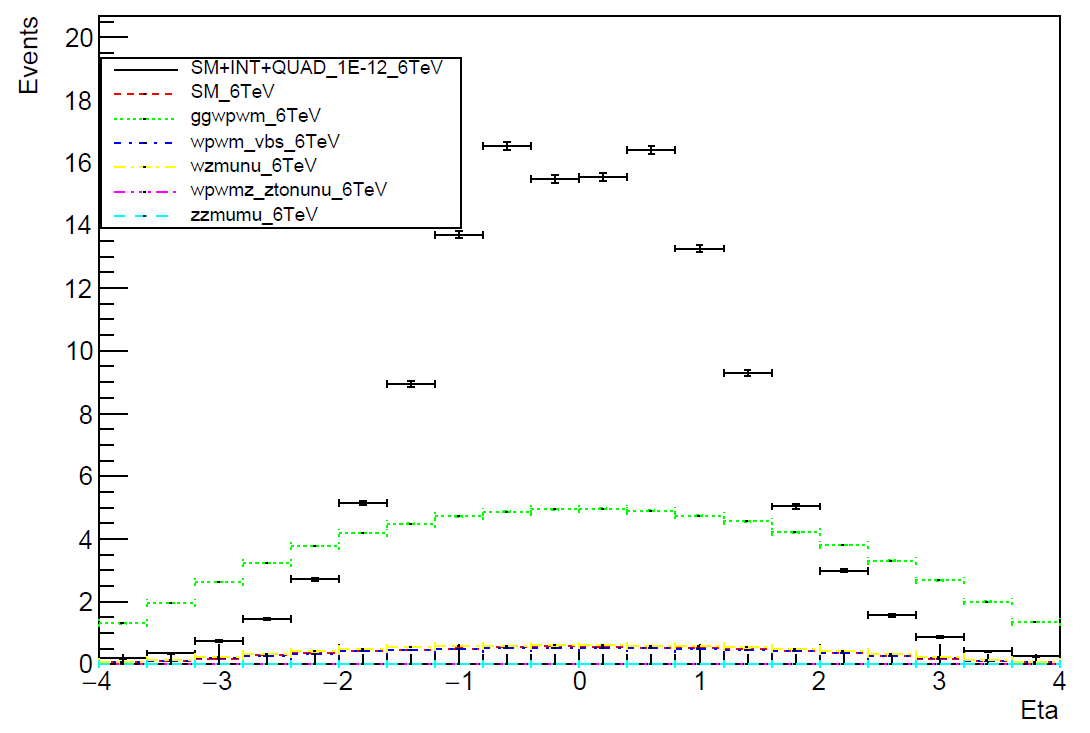 Events
20
18
16
14
12
10
8
6
4
2
0
SM+INT+QUAD_1E-12_6TeV
SM_6TeV
ggwpwm_6TeV
wpwm_vbs_6TeV
wzmunu_6TeV
wpwmz_ztonunu_6TeV
zzmumu_6TeV
−4 −3 −2 −1 0 1 2 3 4
Eta